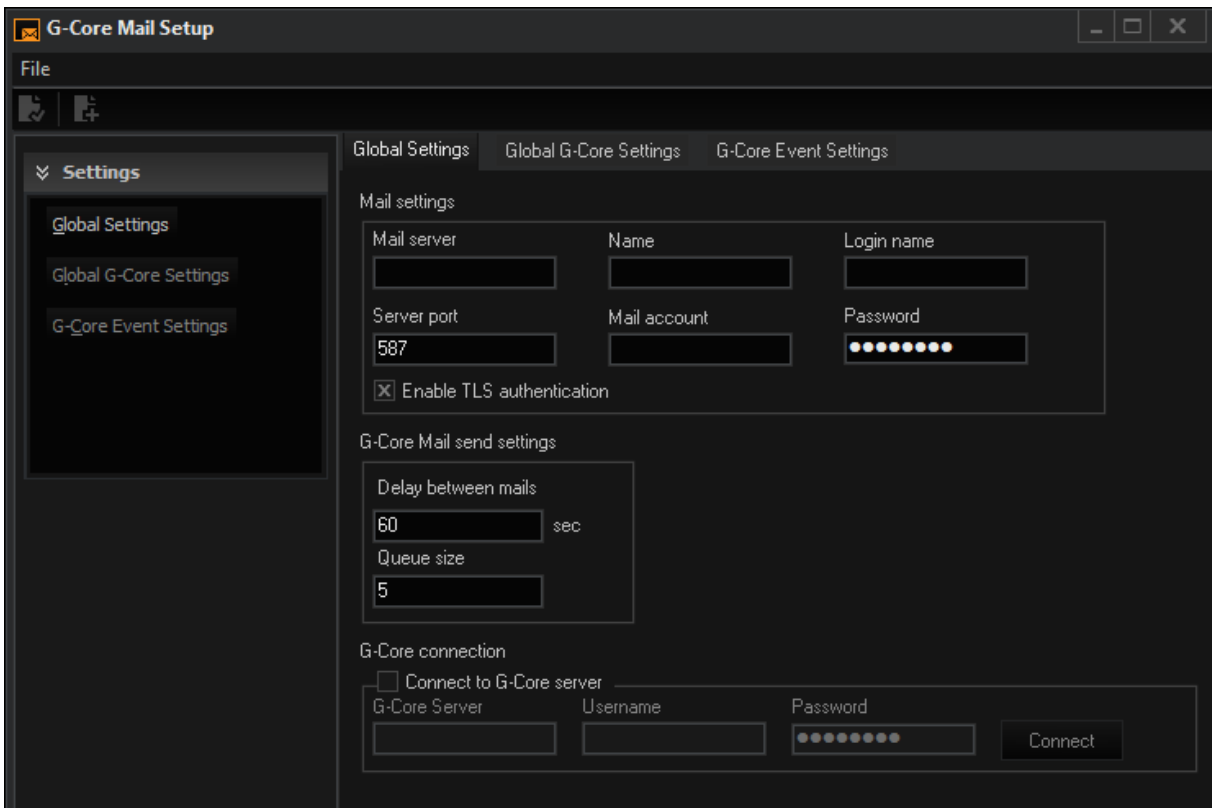 G-Core Mail Setup
File
Settings
Global Settings
Global G-Core Settings
G-Core Event Settings
Global Settings Global G-Core Settings G-Core Event Settings
Mail settings
Mail server Name Login name
Server port Mail account Password
587 ●●●●●●●●
Enable TLS authentication
G-Core Mail send settings
Delay between mails
60 sec
Queue size
5
G-Core connection
Connect to G-Core server
G-Core Server Username Password
●●●●●●●● Connect